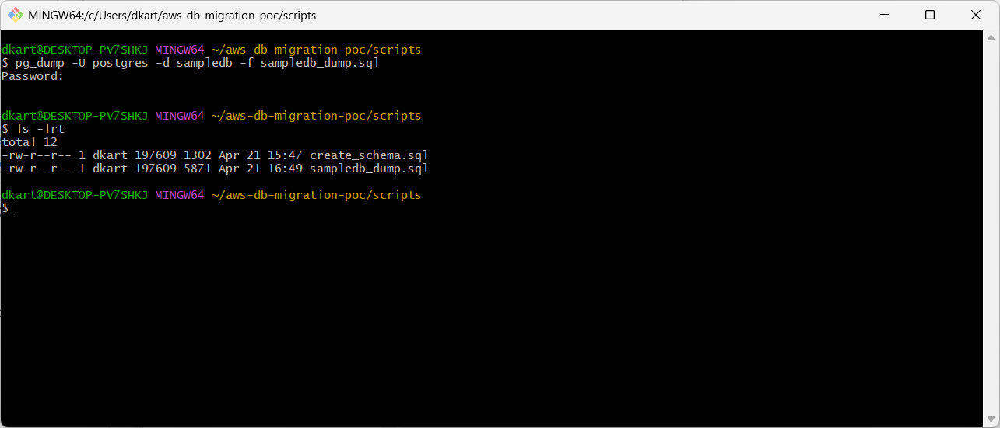 MINGW64:/c/Users/dkart/aws-db-migration-poc/scripts
dkart@DESKTOP-PV7SHKJ MINGW64 ~/aws-db-migration-poc/scripts
$ pg_dump -U postgres -d sampledb -f sampledb_dump.sql
Password:
dkart@DESKTOP-PV7SHKJ MINGW64 ~/aws-db-migration-poc/scripts
$ ls -lrt
total 12
-rw-r--r-- 1 dkart 197609 1302 Apr 21 15:47 create_schema.sql
-rw-r--r-- 1 dkart 197609 5871 Apr 21 16:49 sampledb_dump.sql
dkart@DESKTOP-PV7SHKJ MINGW64 ~/aws-db-migration-poc/scripts
$